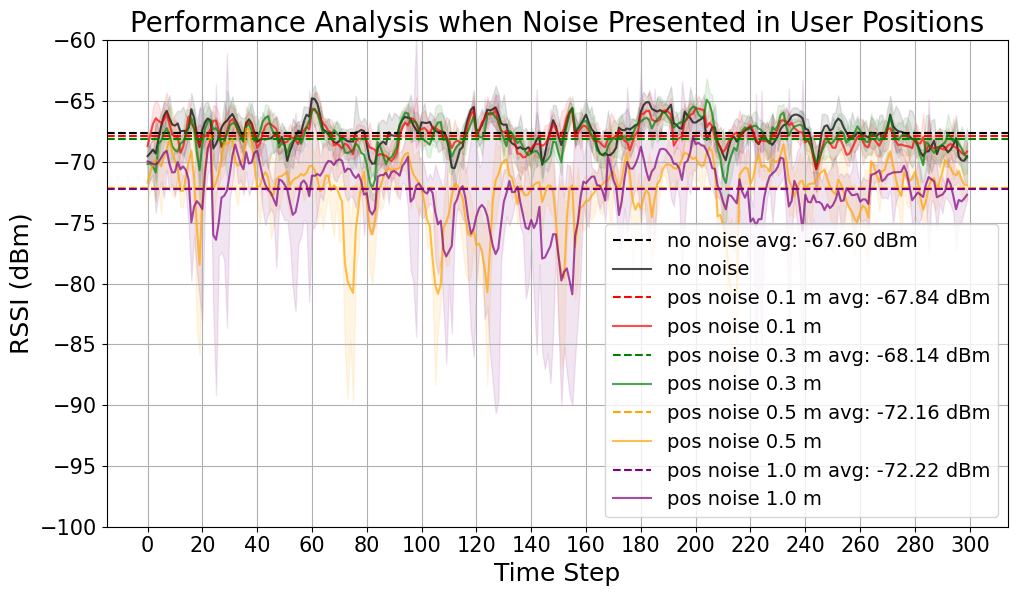 Performance Analysis when Noise Presented in User Positions
RSSI (dBm)
−60
−65
−70
−75
−80
−85
−90
−95
−100
no noise avg: -67.60 dBm
no noise
pos noise 0.1 m avg: -67.84 dBm
pos noise 0.1 m
pos noise 0.3 m avg: -68.14 dBm
pos noise 0.3 m
pos noise 0.5 m avg: -72.16 dBm
pos noise 0.5 m
pos noise 1.0 m avg: -72.22 dBm
pos noise 1.0 m
0 20 40 60 80 100 120 140 160 180 200 220 240 260 280 300
Time Step